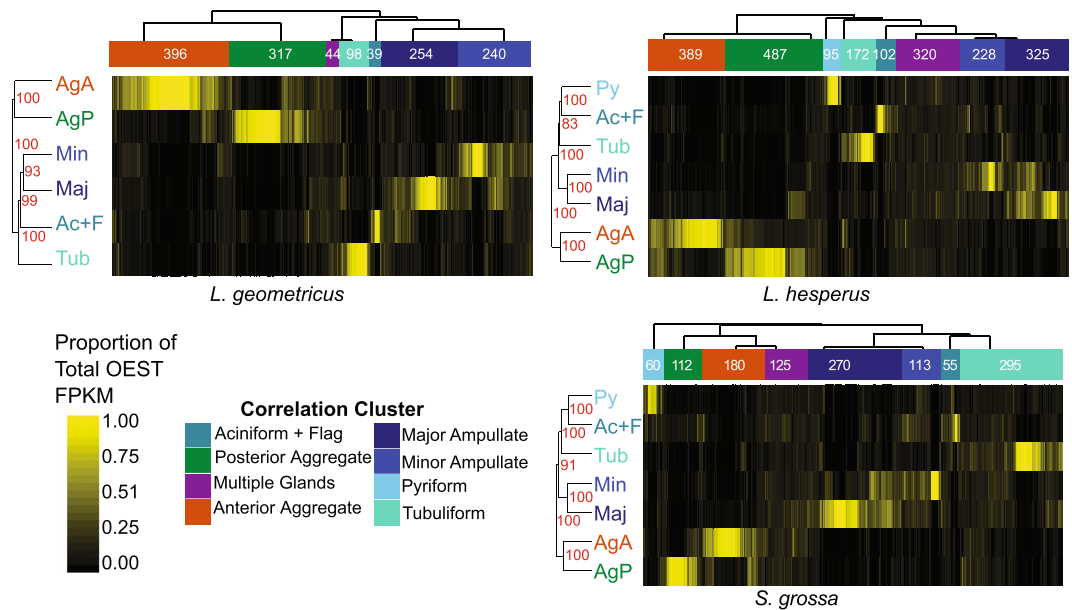 396 317 44 98 39 254 240
AgA
100
AgP
100
Min
93
Maj
99
Ac+F
100
Tub
L. geometricus
389 487 95 172 102 320 228 325
Py
100
Ac+F
83
Tub
100
Min
100
Maj
100
AgA
100
AgP
L. hesperus
Proportion of
Total OEST
FPKM
1.00
0.75
0.51
0.25
0.00
Correlation Cluster
Aciniform + Flag
Posterior Aggregate
Multiple Glands
Anterior Aggregate
Major Ampullate
Minor Ampullate
Pyriform
Tubuliform
60 112 180 125 270 113 55 295
Py
100
Ac+F
100
Tub
91
Min
100
Maj
100
AgA
100
AgP
S. grossa